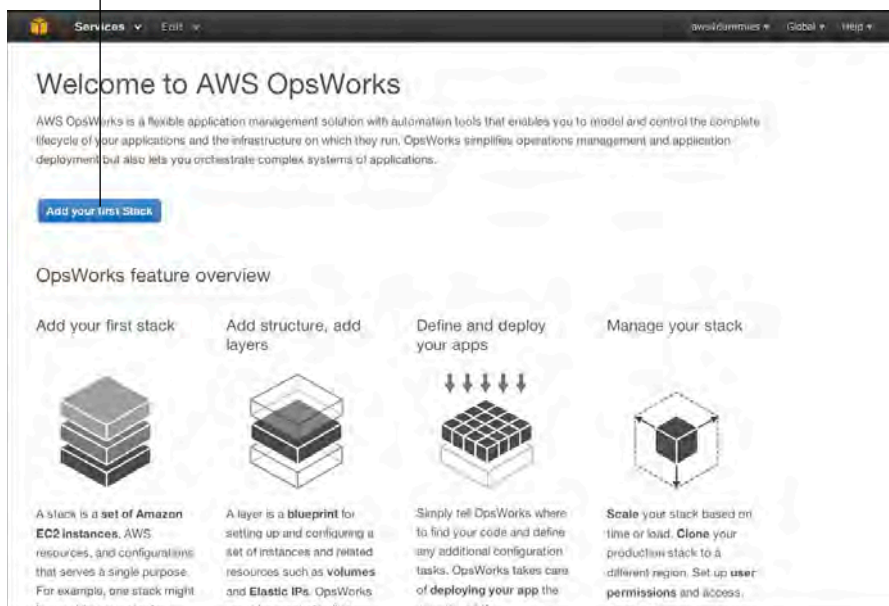 Services Edit aws4dummies Global Help
Welcome to AWS OpsWorks
AWS OpsWorks is a flexible application management solution with automation tools that enables you to model and control the complete
lifecycle of your applications and the infrastructure on which they run. OpsWorks simplifies operations management and application
deployment but also lets you orchestrate complex systems of applications.
Add your first Stack
OpsWorks feature overview
Add your first stack
A stack is a set of Amazon
EC2 instances, AWS
resources, and configurations
that serves a single purpose.
For example, one stack might
Add structure, add
layers
A layer is a blueprint for
setting up and configuring a
set of instances and related
resources such as volumes
and Elastic IPs. OpsWorks
Define and deploy
your apps
Simply tell OpsWorks where
to find your code and define
any additional configuration
tasks. OpsWorks takes care
of deploying your app the
Manage your stack
Scale your stack based on
time or load. Clone your
production stack to a
different region. Set up user
permissions and access.